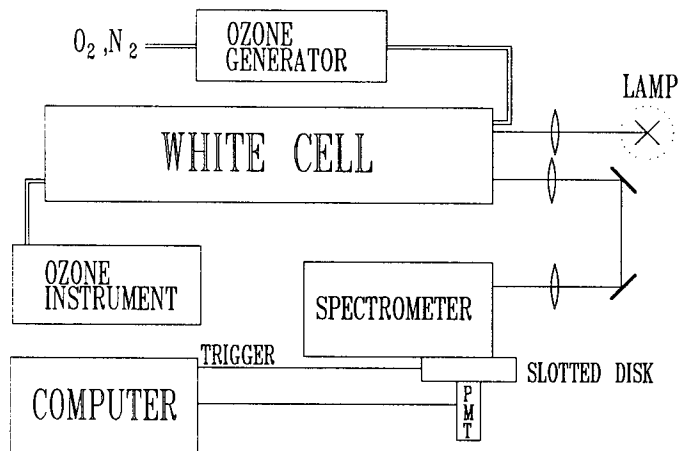 O2,N2
OZONE
GENERATOR
LAMP
WHITE CELL
OZONE
INSTRUMENT
SPECTROMETER
TRIGGER
SLOTTED DISK
COMPUTER
PMT